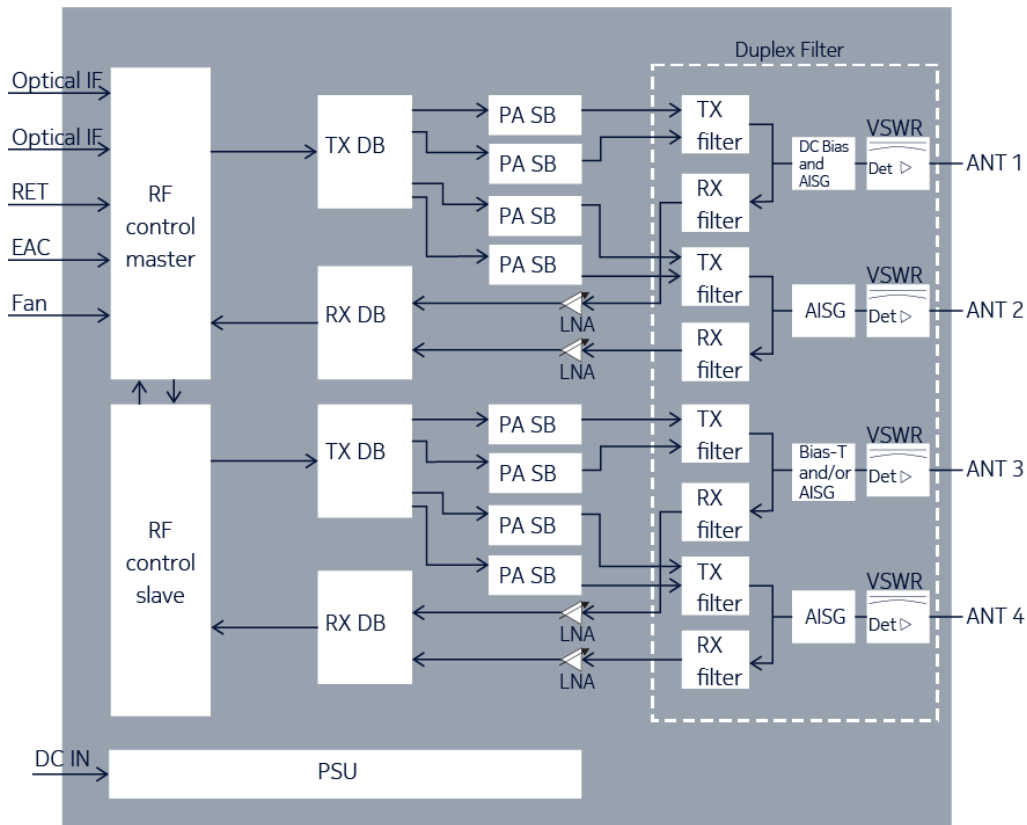 Duplex Filter
Optical IF
Optical IF
RET
EAC
Fan
RF
control
master
TX DB
RX DB
PA SB
PA SB
PA SB
PA SB
LNA
LNA
TX
filter
RX
filter
TX
filter
RX
filter
DC Bias
and
AISG
VSWR
Det
ANT 1
AISG
VSWR
Det
ANT 2
RF
control
slave
TX DB
RX DB
PA SB
PA SB
PA SB
PA SB
LNA
LNA
TX
filter
RX
filter
TX
filter
RX
filter
Bias-T
and/or
AISG
VSWR
Det
ANT 3
AISG
VSWR
Det
ANT 4
DC IN
PSU